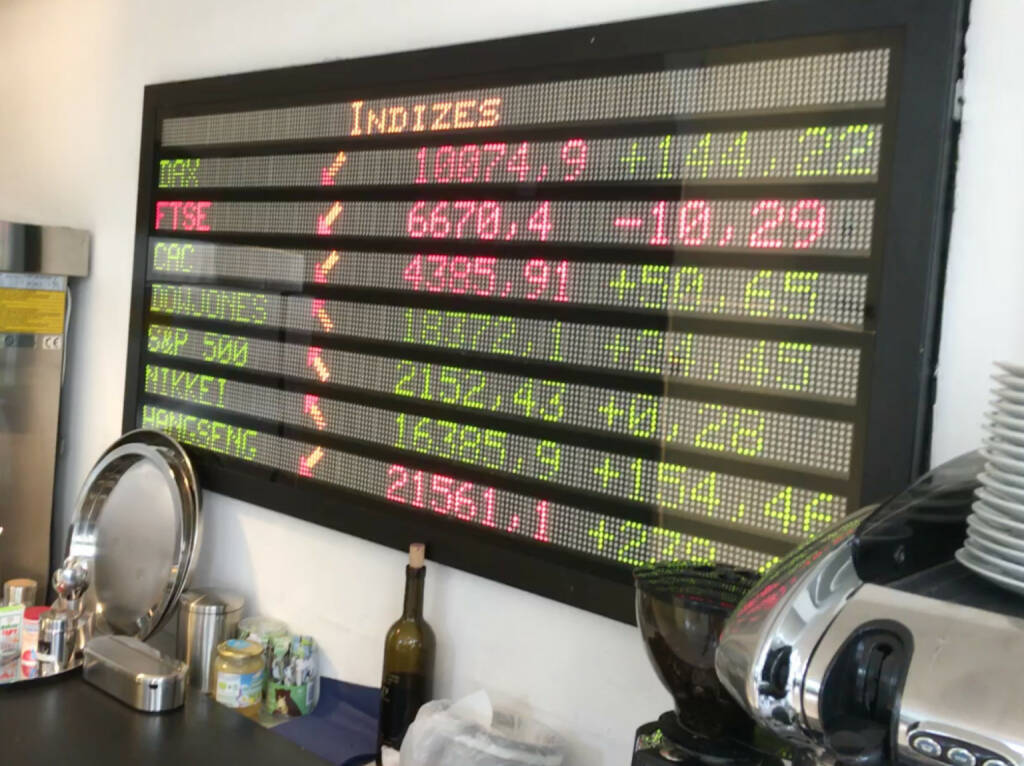 INDIZES
DAX 10074,9 +144,22
FTSE 6670,4 -10,29
CAC 4385,91 +50,65
DOWJONES 18372,1 +24,45
S&P 500 2152,43 +0,28
NIKKEI 16385,9 +154,46
HANGSENG 21561,1
CE